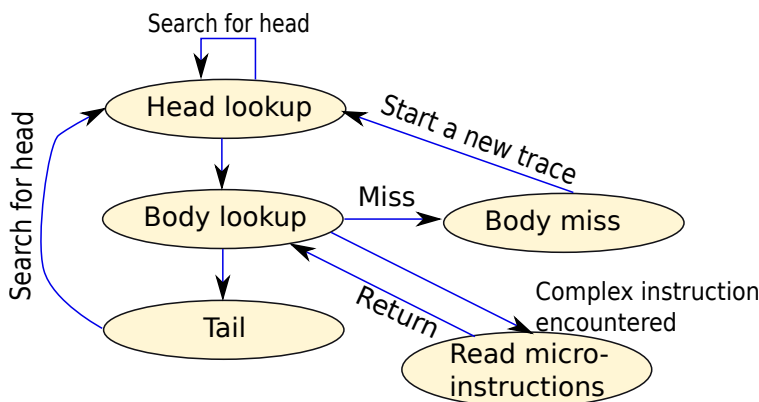 Search for head
Head lookup
Start a new trace
Search for head
Body lookup
Miss
Body miss
Return
Complex instruction
encountered
Tail
Read micro-
instructions